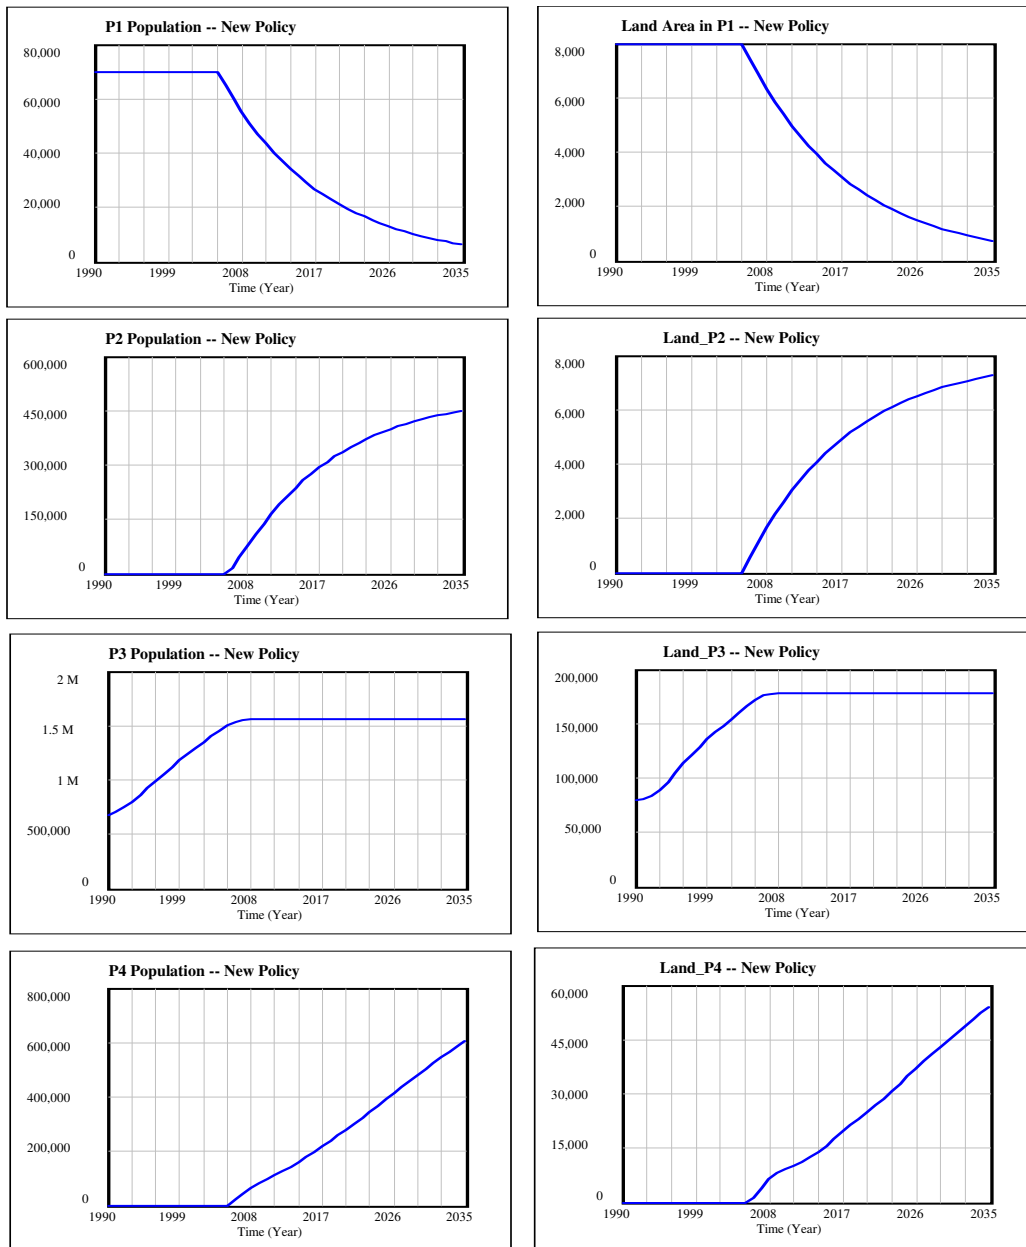 P1 Population -- New Policy
80,000
60,000
40,000
20,000
0
1990 1999 2008 2017 2026 2035
Time (Year)
Land Area in P1 -- New Policy
8,000
6,000
4,000
2,000
0
1990 1999 2008 2017 2026 2035
Time (Year)
P2 Population -- New Policy
600,000
450,000
300,000
150,000
0
1990 1999 2008 2017 2026 2035
Time (Year)
Land_P2 -- New Policy
8,000
6,000
4,000
2,000
0
1990 1999 2008 2017 2026 2035
Time (Year)
P3 Population -- New Policy
2 M
1.5 M
1 M
500,000
0
1990 1999 2008 2017 2026 2035
Time (Year)
Land_P3 -- New Policy
200,000
150,000
100,000
50,000
0
1990 1999 2008 2017 2026 2035
Time (Year)
P4 Population -- New Policy
800,000
600,000
400,000
200,000
0
1990 1999 2008 2017 2026 2035
Time (Year)
Land_P4 -- New Policy
60,000
45,000
30,000
15,000
0
1990 1999 2008 2017 2026 2035
Time (Year)